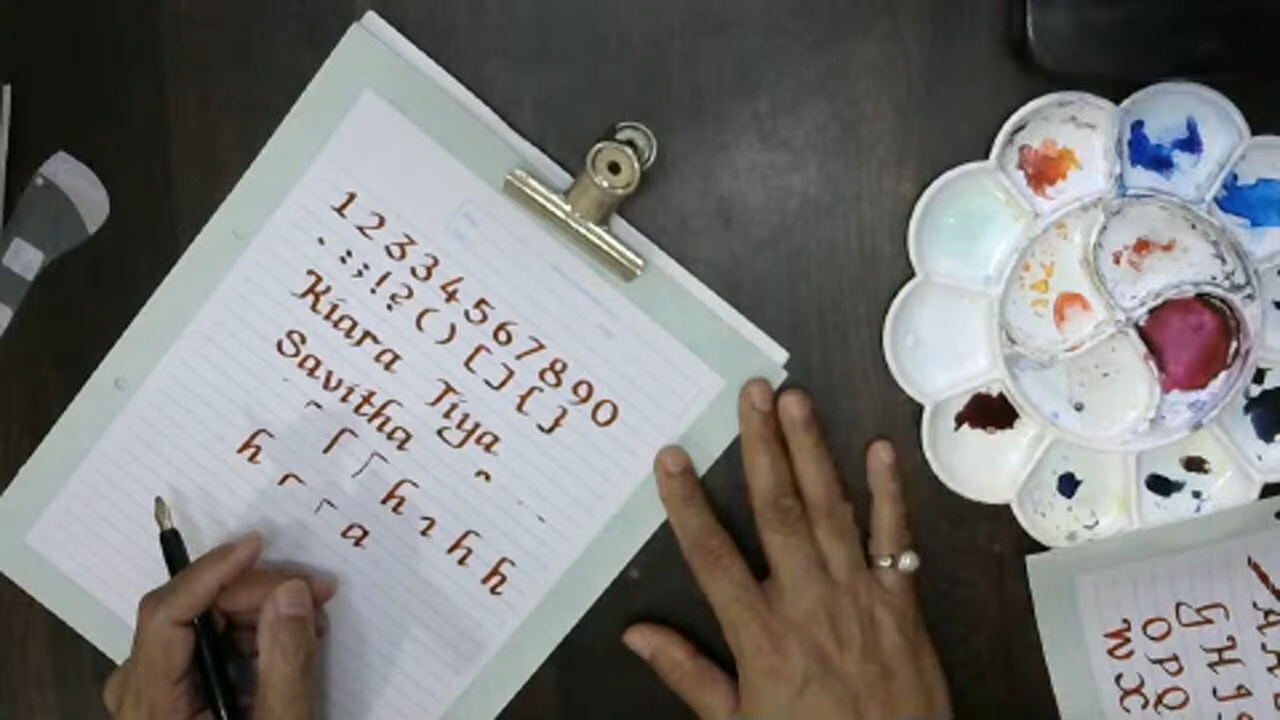 1 2 3 3 4 5 6 7 8 9 0
. : ; ! ? ( ) [ ] { }
Kiara Tiya
Savitha
h h h
h a
G H I
O P Q
W X